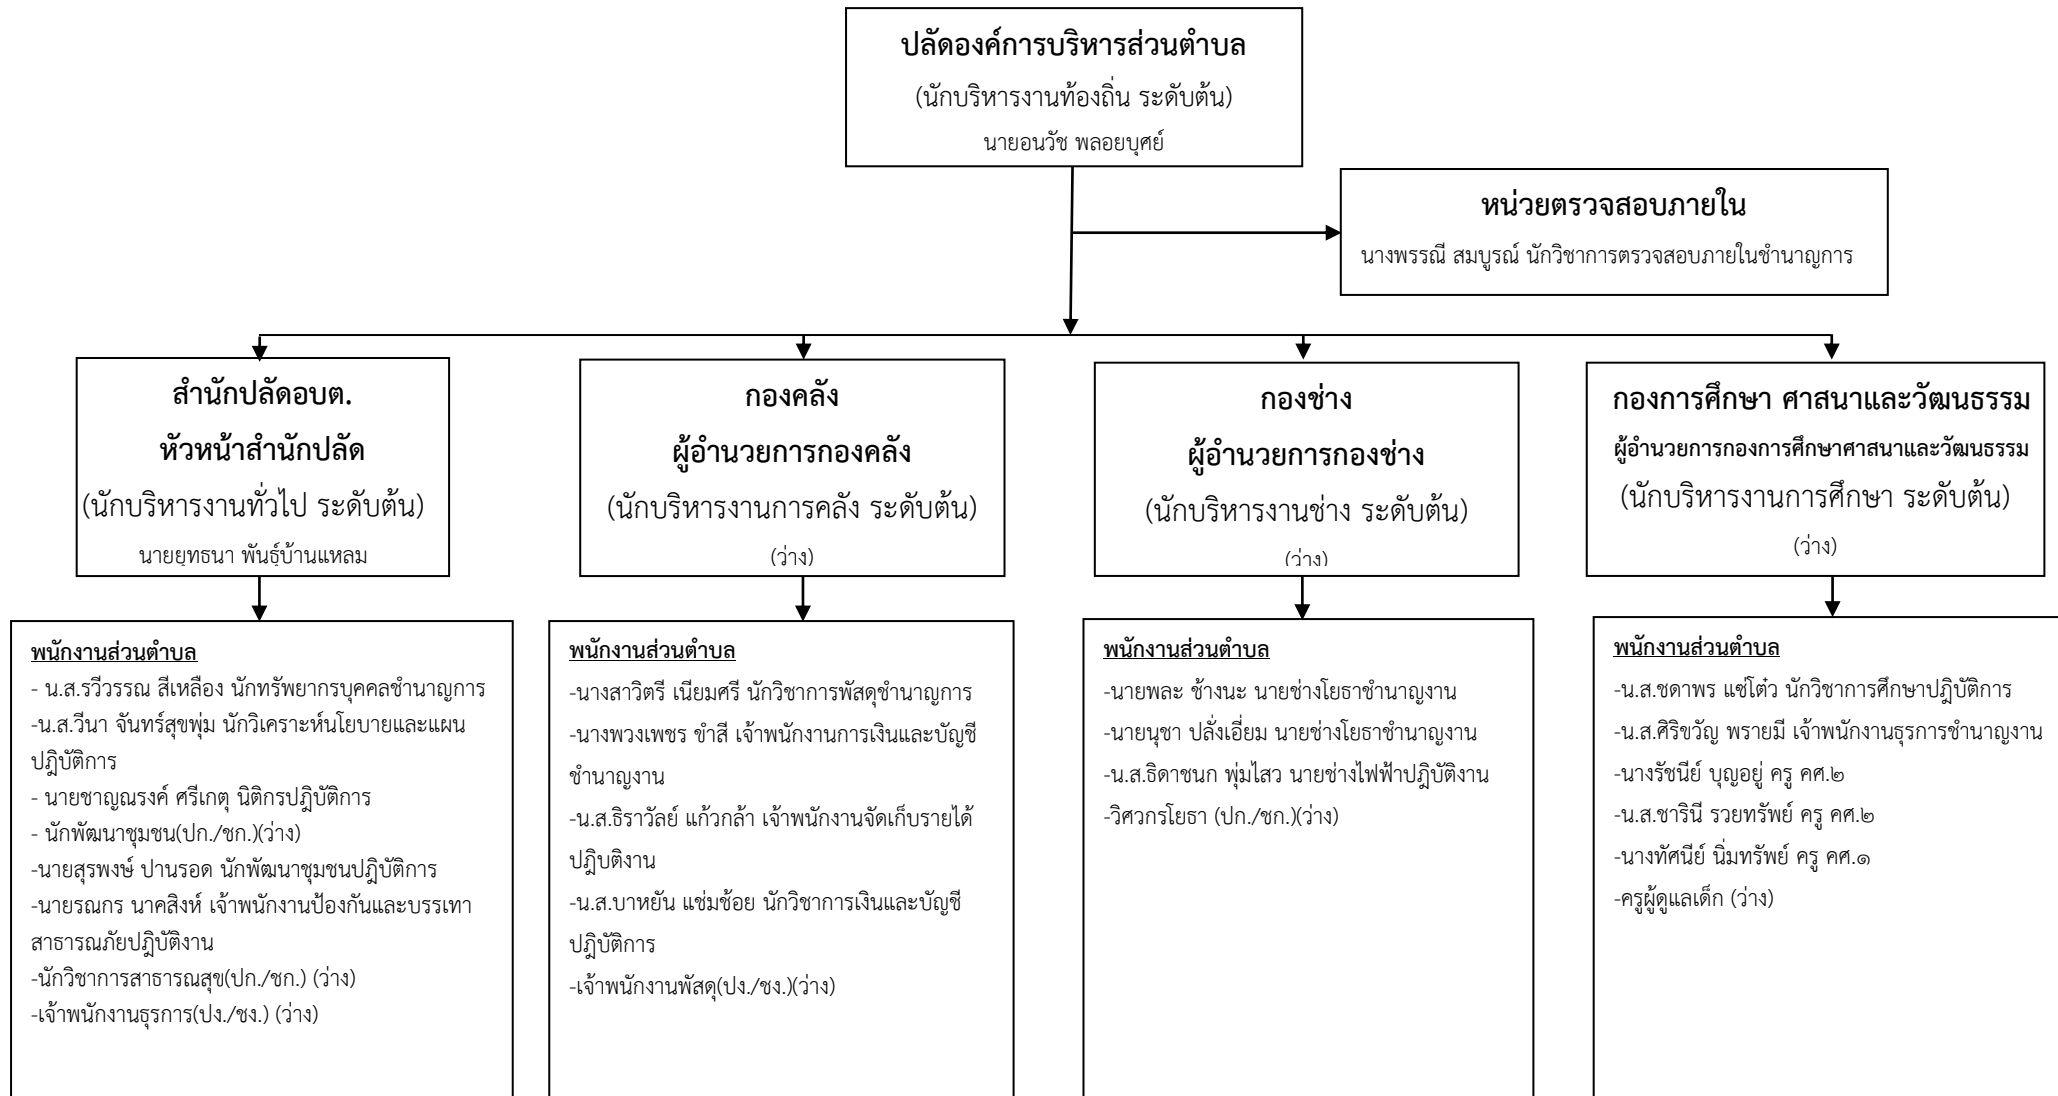 ปลัดองค์การบริหารส่วนตำบล
(นักบริหารงานท้องถิ่น ระดับต้น)
นายอนวัช พลอยบุศย์
หน่วยตรวจสอบภายใน
นางพรรณี สมบูรณ์ นักวิชาการตรวจสอบภายในชำนาญการ
สำนักปลัดอบต.
หัวหน้าสำนักปลัด
(นักบริหารงานทั่วไป ระดับต้น)
นายยุทธนา พันธุ์บ้านแหลม
กองคลัง
ผู้อำนวยการกองคลัง
(นักบริหารงานการคลัง ระดับต้น)
(ว่าง)
กองช่าง
ผู้อำนวยการกองช่าง
(นักบริหารงานช่าง ระดับต้น)
(ว่าง)
กองการศึกษา ศาสนาและวัฒนธรรม
ผู้อำนวยการกองการศึกษาศาสนาและวัฒนธรรม
(นักบริหารงานการศึกษา ระดับต้น)
(ว่าง)
พนักงานส่วนตำบล
- น.ส.รวีวรรณ สีเหลือง นักทรัพยากรบุคคลชำนาญการ
-น.ส.วีนา จันทร์สุขพุ่ม นักวิเคราะห์นโยบายและแผน
ปฏิบัติการ
- นายชาญณรงค์ ศรีเกตุ นิติกรปฏิบัติการ
- นักพัฒนาชุมชน(ปก./ชก.)(ว่าง)
-นายสุรพงษ์ ปานรอด นักพัฒนาชุมชนปฏิบัติการ
-นายรณกร นาคสิงห์ เจ้าพนักงานป้องกันและบรรเทา
สาธารณภัยปฏิบัติงาน
-นักวิชาการสาธารณสุข(ปก./ชก.) (ว่าง)
-เจ้าพนักงานธุรการ(ปง./ชง.) (ว่าง)
พนักงานส่วนตำบล
-นางสาวิตรี เนียมศรี นักวิชาการพัสดุชำนาญการ
-นางพวงเพชร ขำสี เจ้าพนักงานการเงินและบัญชี
ชำนาญงาน
-น.ส.ธิราวัลย์ แก้วกล้า เจ้าพนักงานจัดเก็บรายได้
ปฏิบติงาน
-น.ส.บาหยัน แช่มช้อย นักวิชาการเงินและบัญชี
ปฏิบัติการ
-เจ้าพนักงานพัสดุ(ปง./ชง.)(ว่าง)
พนักงานส่วนตำบล
-นายพละ ช้างนะ นายช่างโยธาชำนาญงาน
-นายนุชา ปลั่งเอี่ยม นายช่างโยธาชำนาญงาน
-น.ส.ธิดาชนก พุ่มไสว นายช่างไฟฟ้าปฏิบัติงาน
-วิศวกรโยธา (ปก./ชก.)(ว่าง)
พนักงานส่วนตำบล
-น.ส.ชดาพร แซ่โต๋ว นักวิชาการศึกษาปฏิบัติการ
-น.ส.ศิริขวัญ พรายมี เจ้าพนักงานธุรการชำนาญงาน
-นางรัชนีย์ บุญอยู่ ครู คศ.๒
-น.ส.ชารินี รวยทรัพย์ ครู คศ.๒
-นางทัศนีย์ นิ่มทรัพย์ ครู คศ.๑
-ครูผู้ดูแลเด็ก (ว่าง)